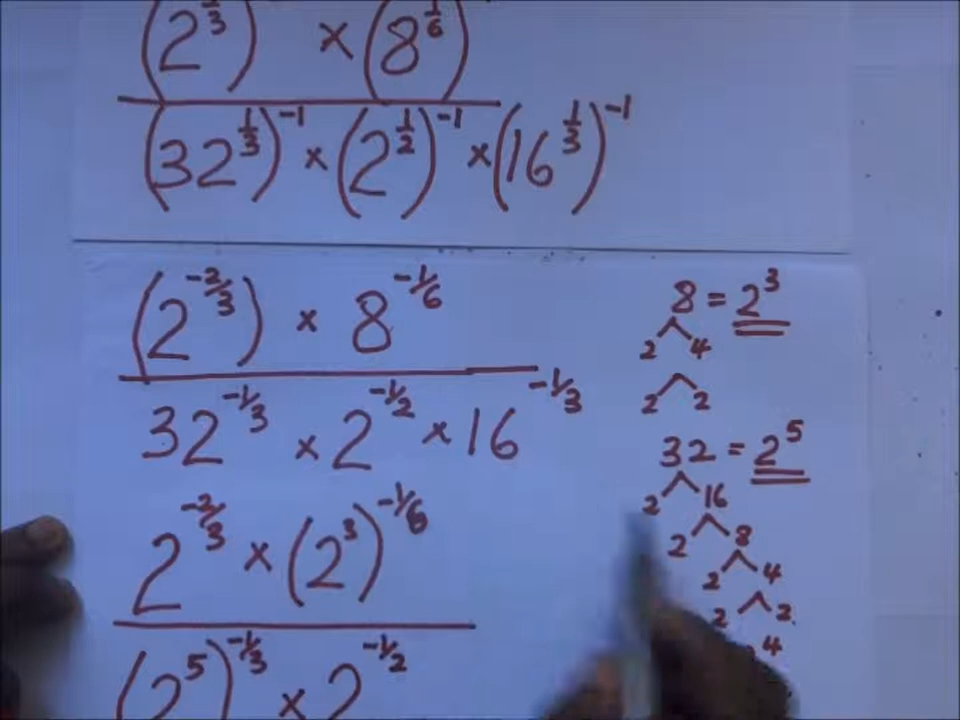 (2^{1/3}) × (8^{1/6})
(32^{1/3})^{-1} × (2^{1/2})^{-1} × (16^{1/3})^{-1}
(2^{-2/3}) × 8^{-1/6}
32^{-1/3} × 2^{-1/2} × 16^{-1/3}
2^{-2/3} × (2^3)^{-1/6}
(2^5)^{-1/3} × 2^{-1/2}
8 = 2^3
2 4
2 2
32 = 2^5
2 16
2 8
2 4
2 2
4